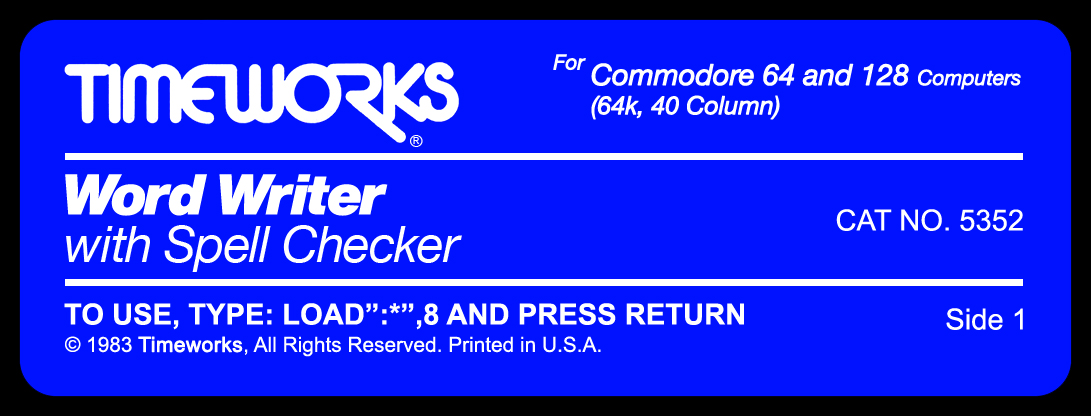 TIMEWORKS®
For Commodore 64 and 128 Computers
(64k, 40 Column)
Word Writer
with Spell Checker
CAT NO. 5352
TO USE, TYPE: LOAD”:*”,8 AND PRESS RETURN
© 1983 Timeworks, All Rights Reserved. Printed in U.S.A.
Side 1